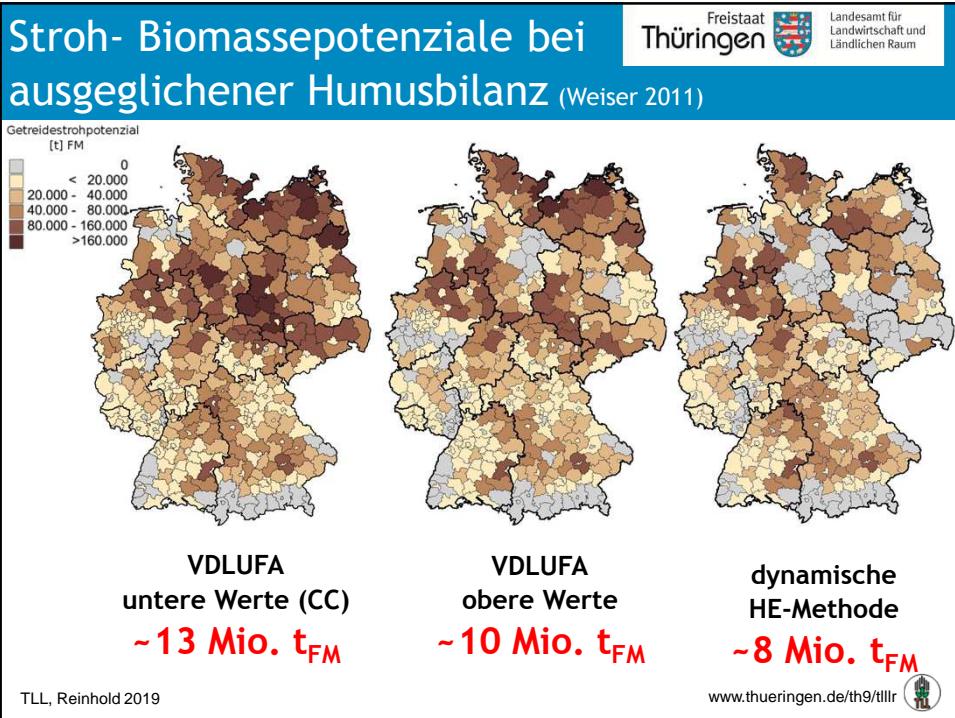 Stroh- Biomassepotenziale bei
ausgeglichener Humusbilanz (Weiser 2011)
Freistaat
Thüringen
Landesamt für
Landwirtschaft und
Ländlichen Raum
Getreidestrohpotenzial
[t] FM
0
< 20.000
20.000 - 40.000
40.000 - 80.000
80.000 - 160.000
>160.000
VDLUFA
untere Werte (CC)
~13 Mio. tFM
VDLUFA
obere Werte
~10 Mio. tFM
dynamische
HE-Methode
~8 Mio. tFM
TLL, Reinhold 2019
www.thueringen.de/th9/tlllr
TLL